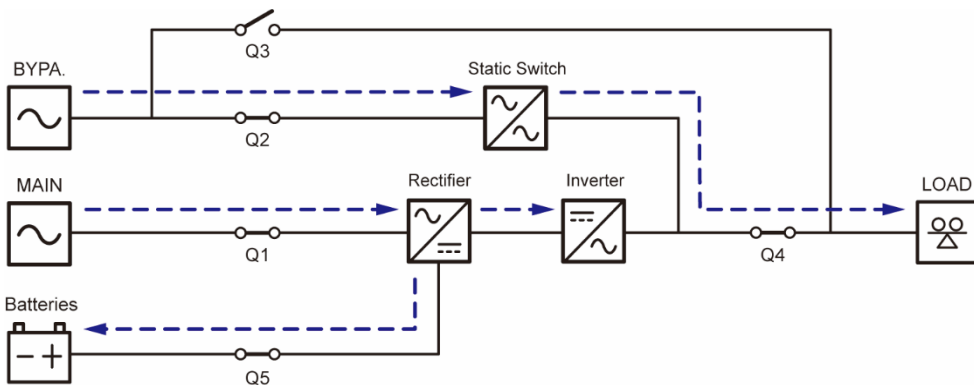 Q3
BYPA.
Static Switch
Q2
MAIN
Rectifier
Inverter
LOAD
Q1
Q4
Batteries
Q5